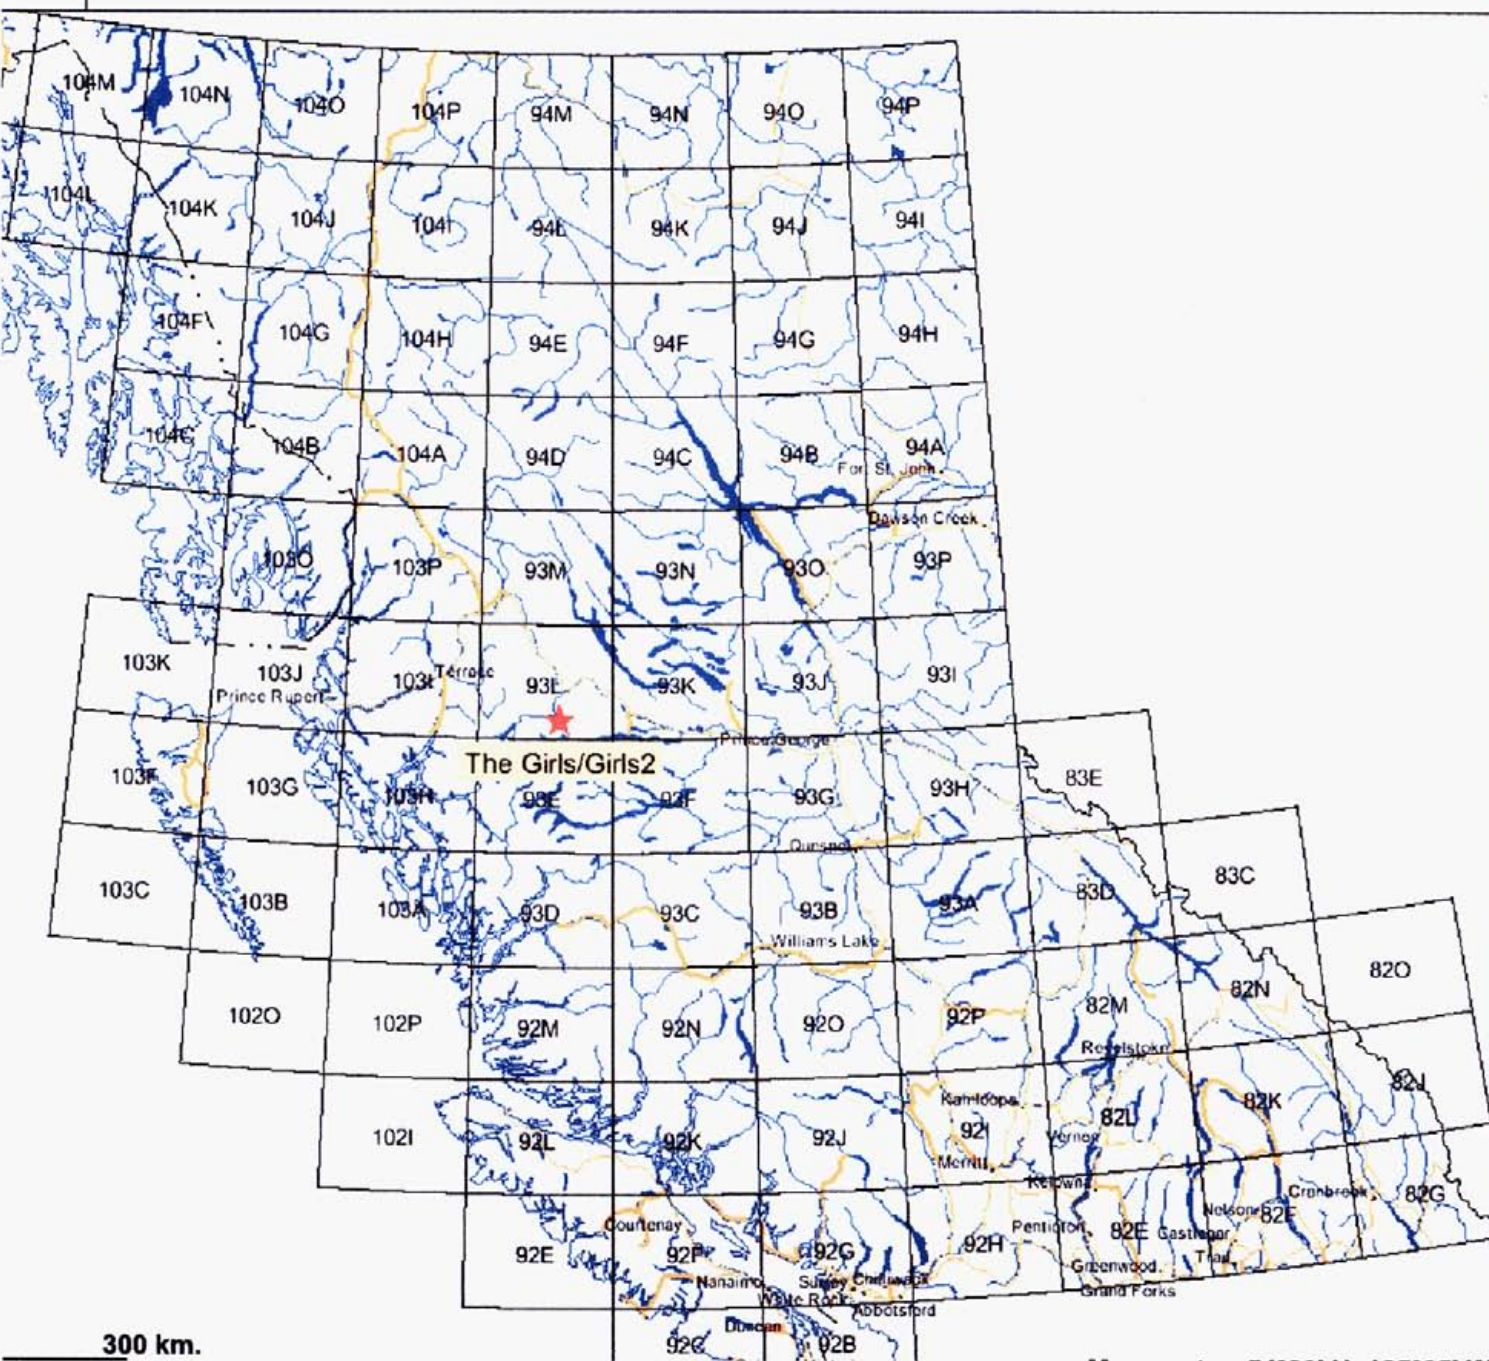 104M 104N 104O 104P 94M 94N 94O 94P
104L 104K 104J 104I 94L 94K 94J 94I
104F 104G 104H 94E 94F 94G 94H
104C 104B 104A 94D 94C 94B 94A
Fort St. John
Dawson Creek
103O 103P 93M 93N 93O 93P
103K 103J 103I Terrace 93L 93K 93J 93I
Prince Rupert
Prince George
The Girls/Girls2
103F 103G 103H 93E 93F 93G 93H 83E
Quesnel
103C 103B 103A 93D 93C 93B 93A 83D 83C
Williams Lake
102O 102P 92M 92N 92O 92P 82M 82N 82O
Revelstoke
102I 92L 92K 92J 92I 82L 82K 82J
Kamloops
Vernon
Merritt
Kelowna
Cranbrook 82G
Nelson 82F
Courtenay Penticton 82E Castlegar
92E 92F 92G 92H
Trail
Greenwood
Nanaimo Surrey Chilliwack
Grand Forks
White Rock
Abbotsford
Duncan
92C 92B
300 km.